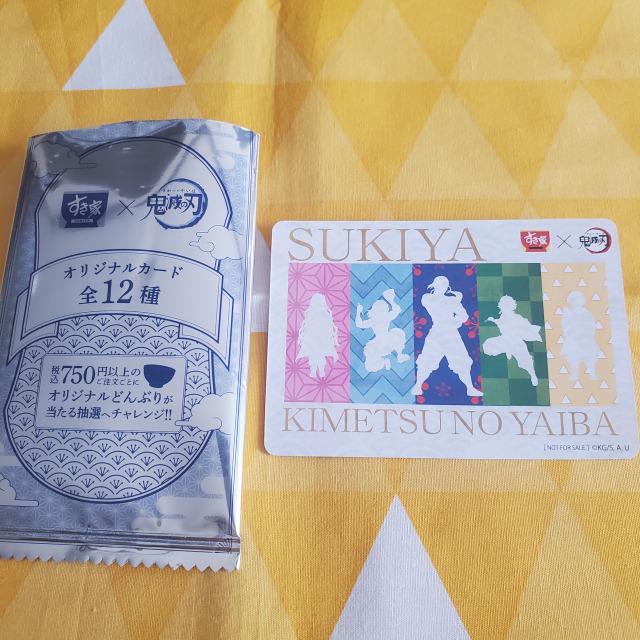 すき家
SUKIYA
×
鬼滅の刃
オリジナルカード
全12種
税込750円以上の
ご注文ごとに
オリジナルどんぶりが
当たる抽選へチャレンジ!!
SUKIYA
すき家 × 鬼滅の刃
KIMETSU NO YAIBA
[NOT FOR SALE] ©KG/S, A, U